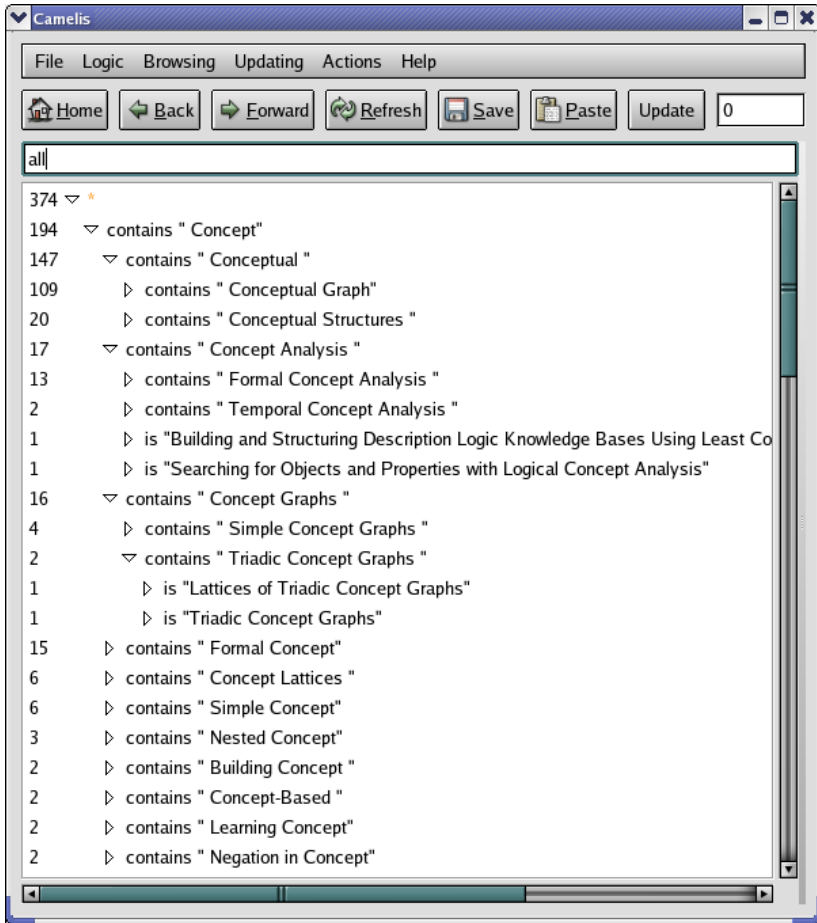 Camelis
File Logic Browsing Updating Actions Help
Home Back Forward Refresh Save Paste Update 0
all
374 *
194 contains " Concept"
147 contains " Conceptual "
109 contains " Conceptual Graph"
20 contains " Conceptual Structures "
17 contains " Concept Analysis "
13 contains " Formal Concept Analysis "
2 contains " Temporal Concept Analysis "
1 is "Building and Structuring Description Logic Knowledge Bases Using Least Co
1 is "Searching for Objects and Properties with Logical Concept Analysis"
16 contains " Concept Graphs "
4 contains " Simple Concept Graphs "
2 contains " Triadic Concept Graphs "
1 is "Lattices of Triadic Concept Graphs"
1 is "Triadic Concept Graphs"
15 contains " Formal Concept"
6 contains " Concept Lattices "
6 contains " Simple Concept"
3 contains " Nested Concept"
2 contains " Building Concept "
2 contains " Concept-Based "
2 contains " Learning Concept"
2 contains " Negation in Concept"